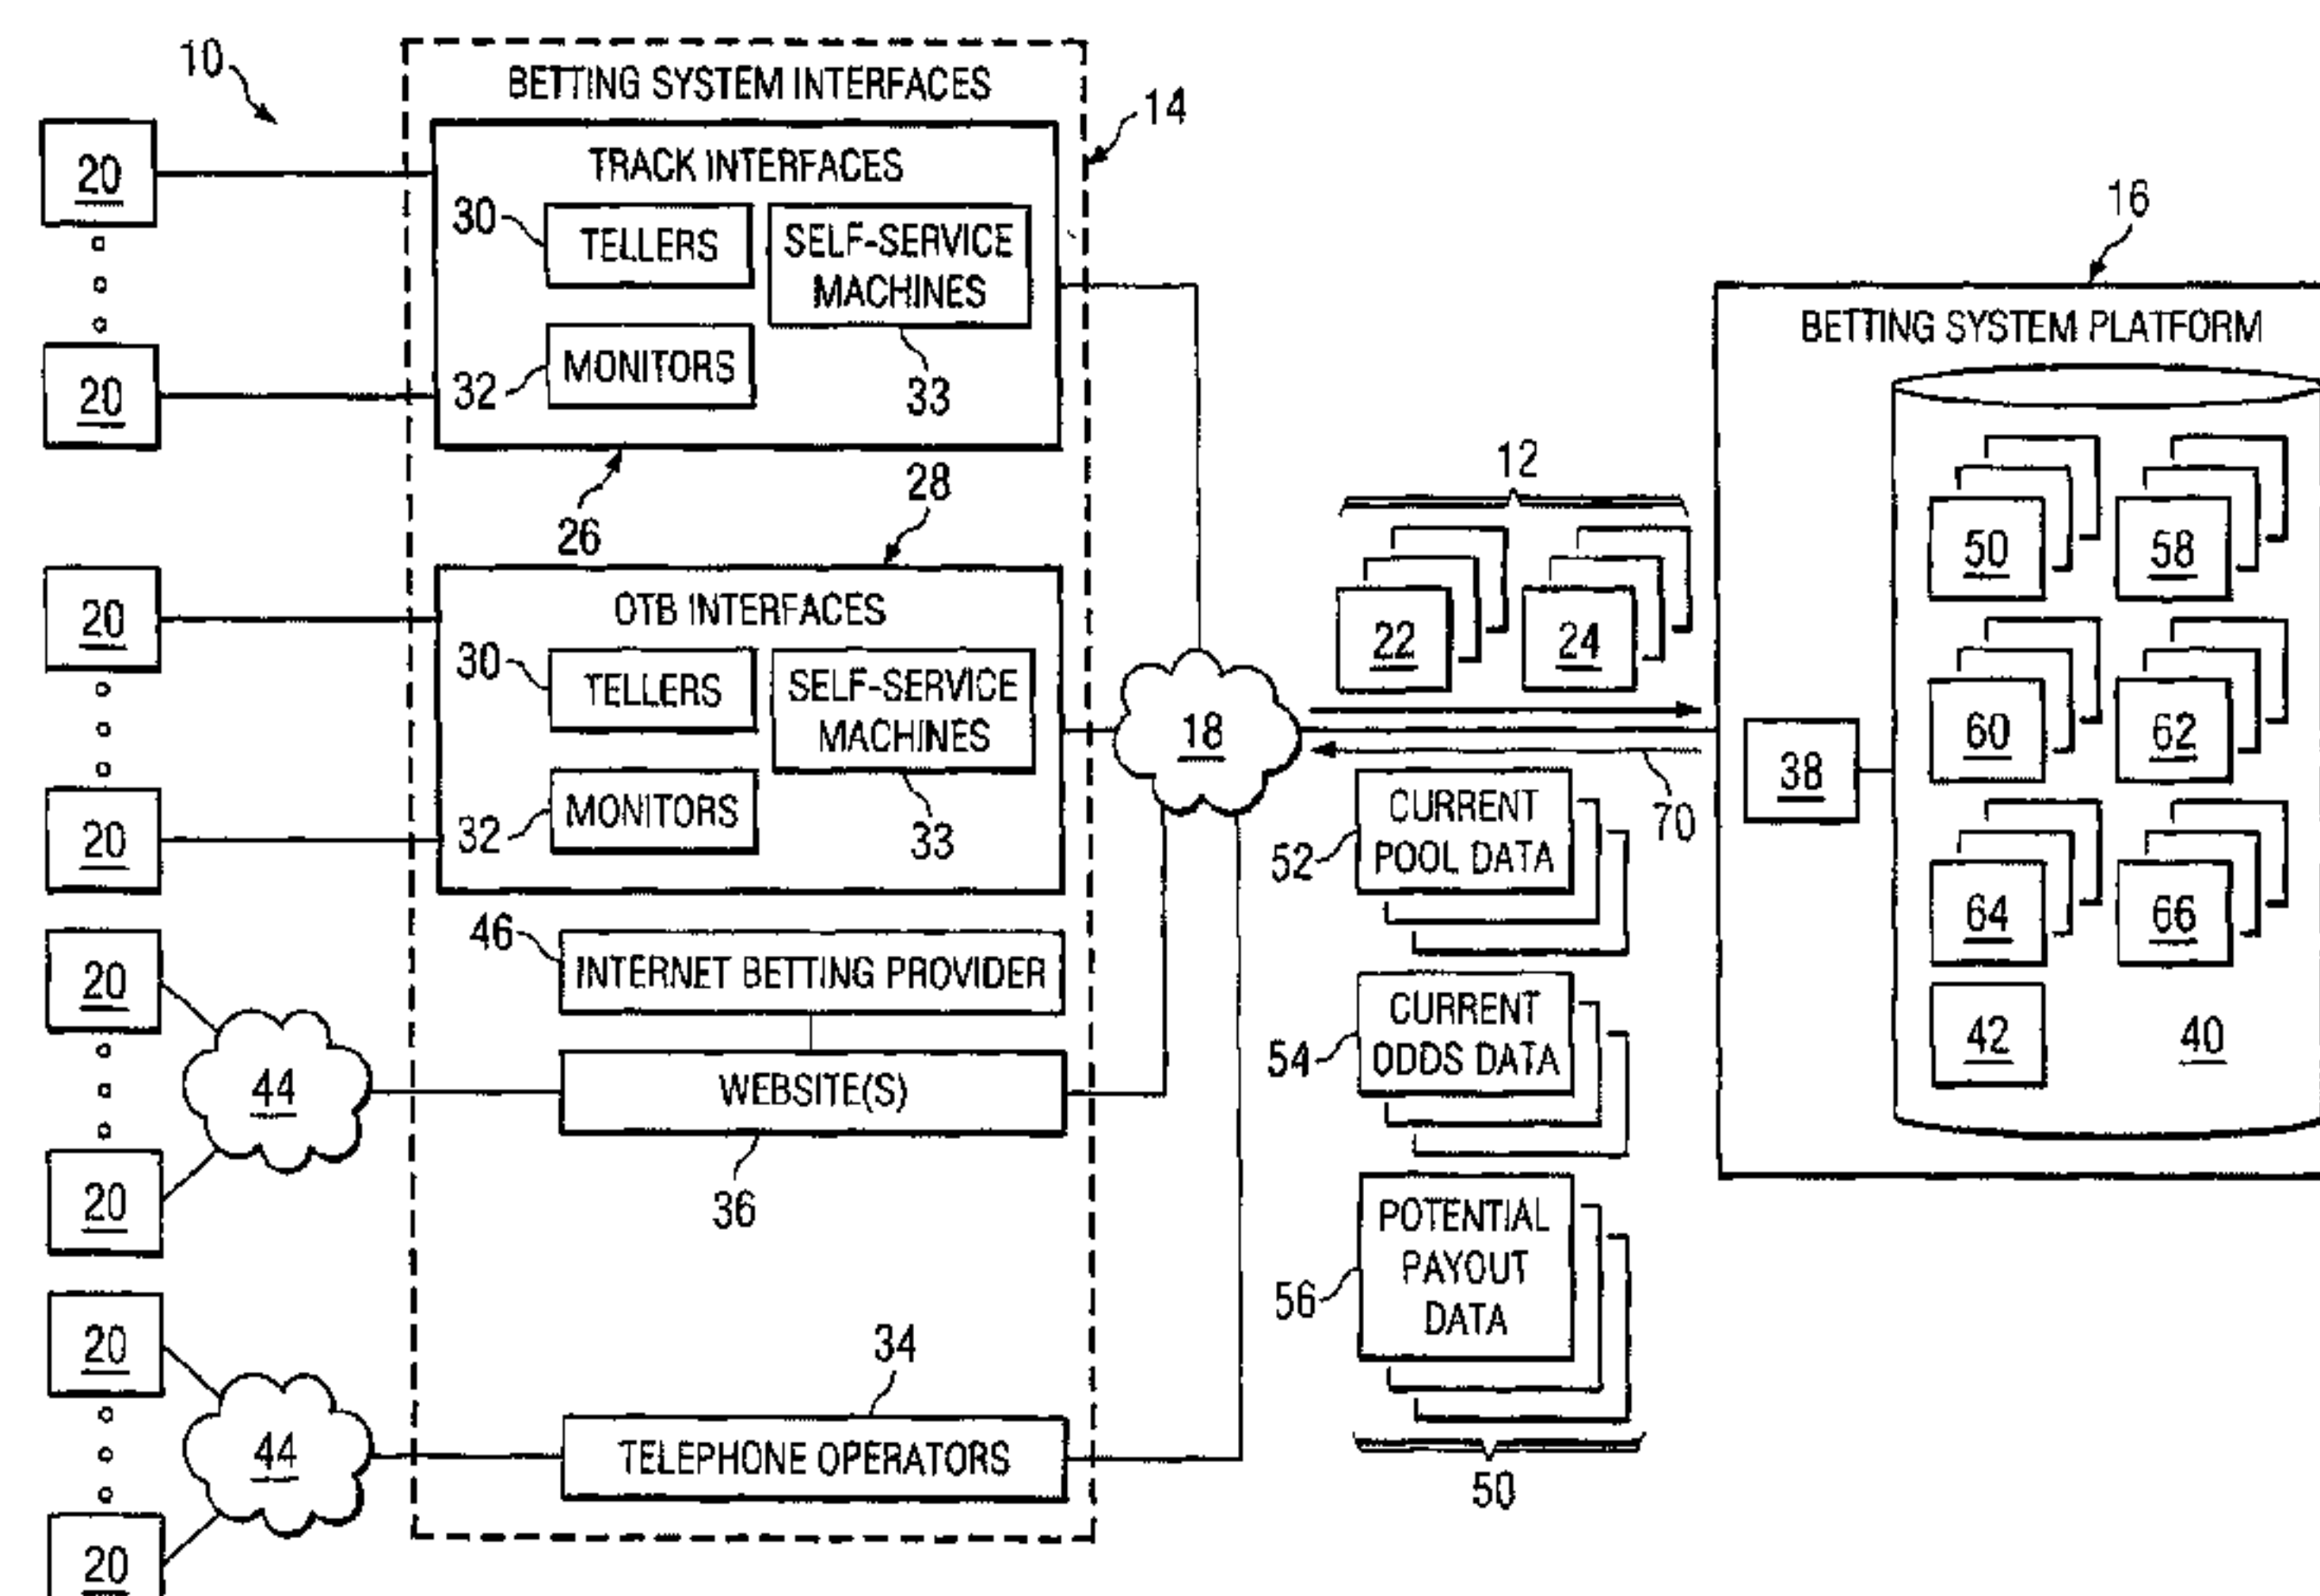 10
BETTING SYSTEM INTERFACES
14
20
TRACK INTERFACES
30
TELLERS
SELF-SERVICE
MACHINES
32
MONITORS
33
20
26
28
20
OTB INTERFACES
30
TELLERS
SELF-SERVICE
MACHINES
32
MONITORS
33
20
46
INTERNET BETTING PROVIDER
20
44
WEBSITE(S)
36
20
20
44
34
TELEPHONE OPERATORS
20
18
12
22
24
70
52
CURRENT
POOL DATA
54
CURRENT
ODDS DATA
56
POTENTIAL
PAYOUT
DATA
50
16
BETTING SYSTEM PLATFORM
38
50
58
60
62
64
66
42
40